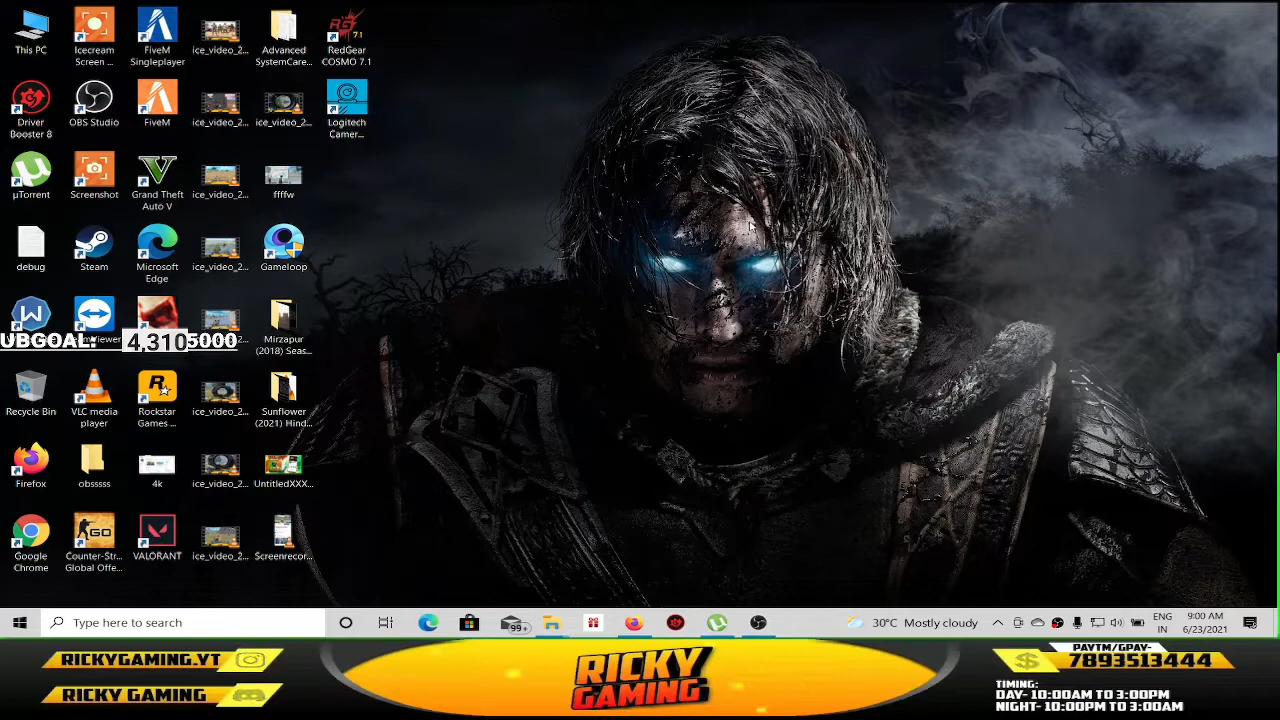 This PC
Icecream
Screen ...
FiveM
Singleplayer
ice_video_2...
Advanced
SystemCare...
RedGear
COSMO 7.1
Driver
Booster 8
OBS Studio
FiveM
ice_video_2...
ice_video_2...
Logitech
Camer...
µTorrent
Screenshot
Grand Theft
Auto V
ice_video_2...
ffffw
debug
Steam
Microsoft
Edge
ice_video_2...
Gameloop
UBGOAL: 4,310 5000
Mirzapur
(2018) Seas...
Recycle Bin
VLC media
player
Rockstar
Games ...
ice_video_2...
Sunflower
(2021) Hind...
Firefox
obsssss
4k
ice_video_2...
UntitledXXX...
Google
Chrome
Counter-Str...
Global Offe...
VALORANT
ice_video_2...
Screenrecor...
Type here to search
99+
30°C Mostly cloudy
ENG
IN
9:00 AM
6/23/2021
RICKYGAMING.YT
RICKY GAMING
RICKY
GAMING
PAYTM/GPAY-
7893513444
TIMING:
DAY- 10:00AM TO 3:00PM
NIGHT- 10:00PM TO 3:00AM